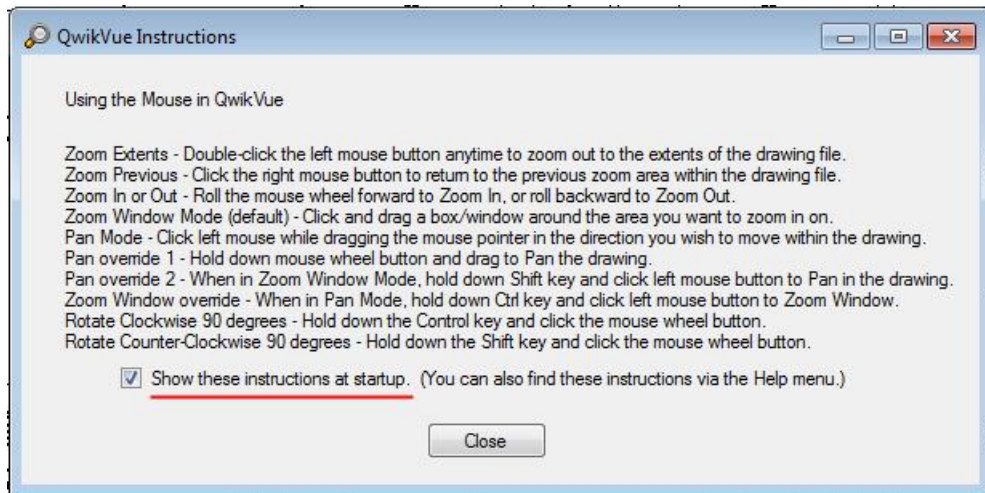 QwikVue Instructions
Using the Mouse in QwikVue
Zoom Extents - Double-click the left mouse button anytime to zoom out to the extents of the drawing file.
Zoom Previous - Click the right mouse button to return to the previous zoom area within the drawing file.
Zoom In or Out - Roll the mouse wheel forward to Zoom In, or roll backward to Zoom Out.
Zoom Window Mode (default) - Click and drag a box/window around the area you want to zoom in on.
Pan Mode - Click left mouse while dragging the mouse pointer in the direction you wish to move within the drawing.
Pan override 1 - Hold down mouse wheel button and drag to Pan the drawing.
Pan override 2 - When in Zoom Window Mode, hold down Shift key and click left mouse button to Pan in the drawing.
Zoom Window override - When in Pan Mode, hold down Ctrl key and click left mouse button to Zoom Window.
Rotate Clockwise 90 degrees - Hold down the Control key and click the mouse wheel button.
Rotate Counter-Clockwise 90 degrees - Hold down the Shift key and click the mouse wheel button.
Show these instructions at startup. (You can also find these instructions via the Help menu.)
Close